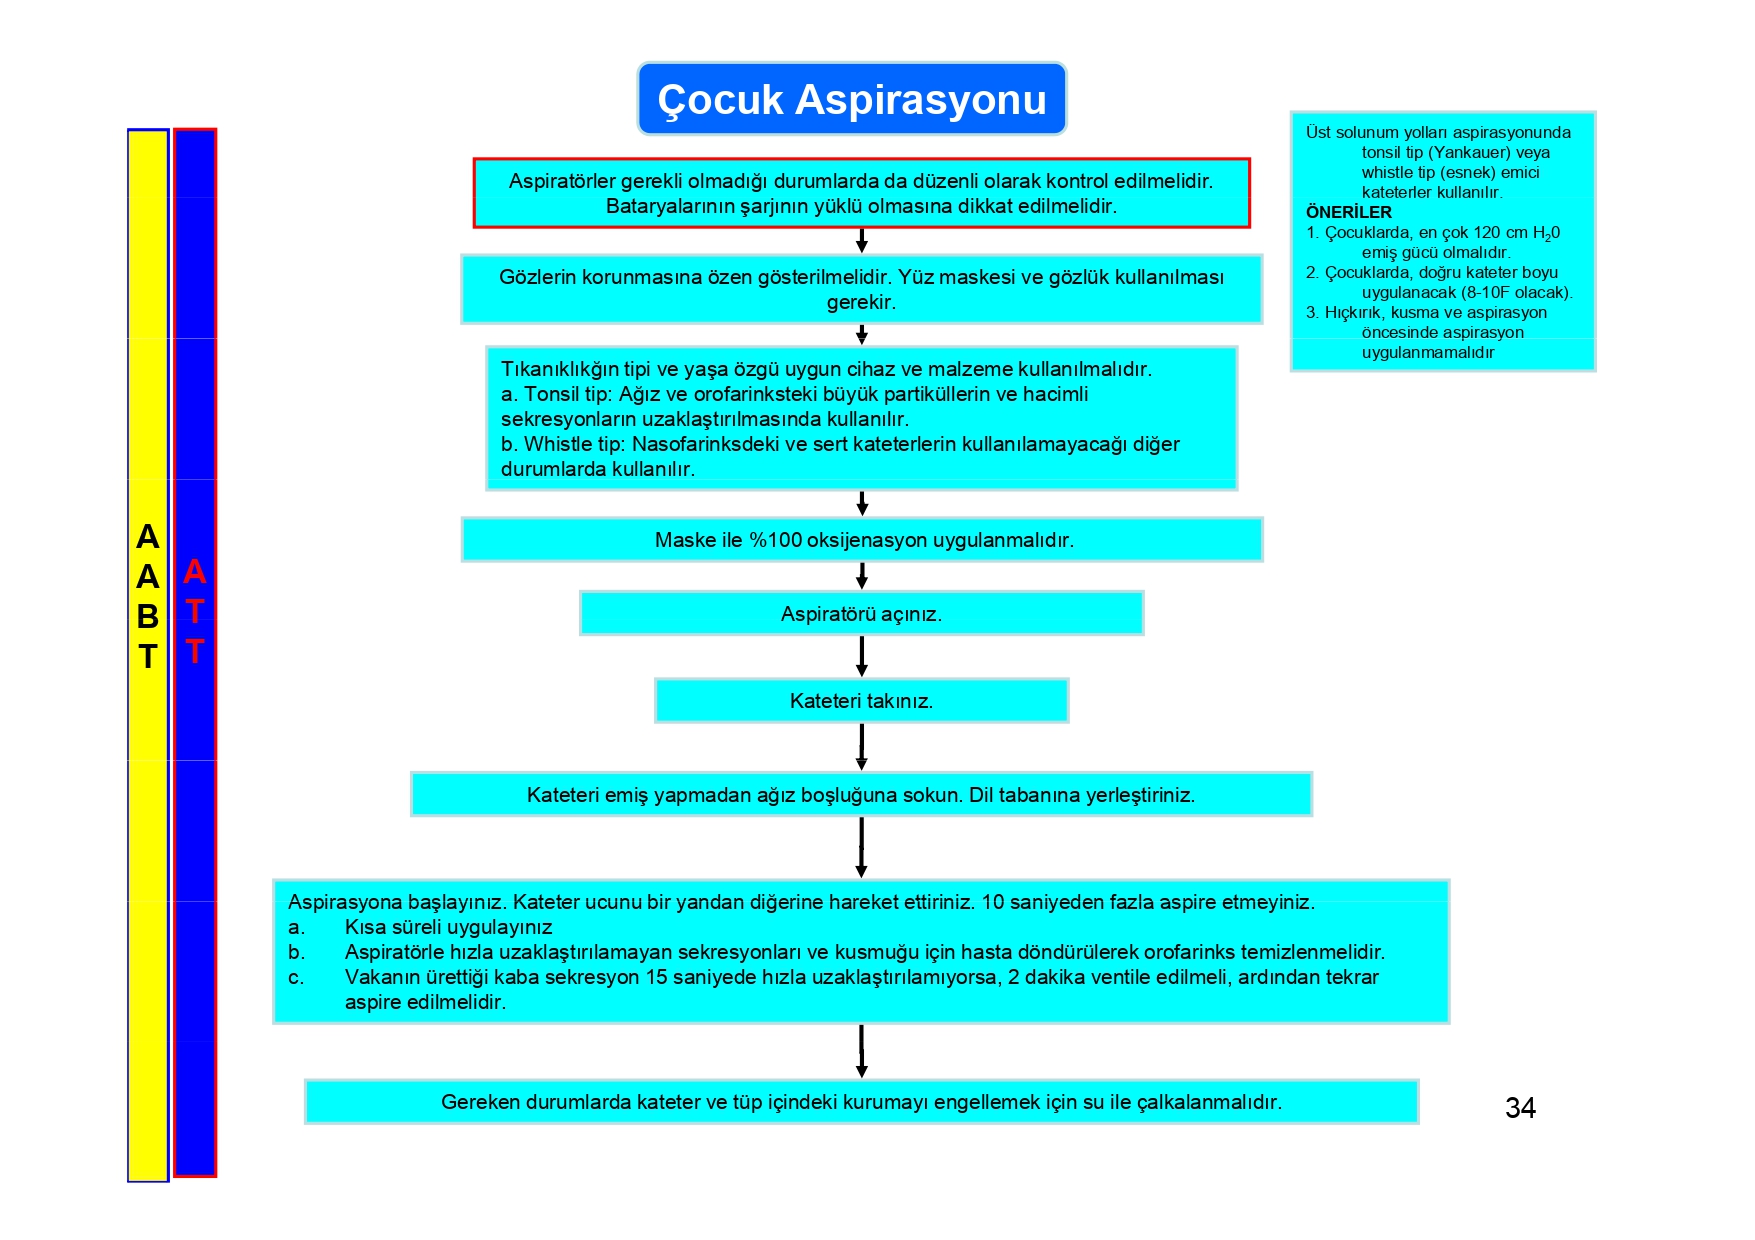 Çocuk Aspirasyonu
Aspiratörler gerekli olmadığı durumlarda da düzenli olarak kontrol edilmelidir.
Bataryalarının şarjının yüklü olmasına dikkat edilmelidir.
Gözlerin korunmasına özen gösterilmelidir. Yüz maskesi ve gözlük kullanılması
gerekir.
Tıkanıklıkğın tipi ve yaşa özgü uygun cihaz ve malzeme kullanılmalıdır.
a. Tonsil tip: Ağız ve orofarinksteki büyük partiküllerin ve hacimli
sekresyonların uzaklaştırılmasında kullanılır.
b. Whistle tip: Nasofarinksdeki ve sert kateterlerin kullanılamayacağı diğer
durumlarda kullanılır.
Maske ile %100 oksijenasyon uygulanmalıdır.
Aspiratörü açınız.
Kateteri takınız.
Kateteri emiş yapmadan ağız boşluğuna sokun. Dil tabanına yerleştiriniz.
Aspirasyona başlayınız. Kateter ucunu bir yandan diğerine hareket ettiriniz. 10 saniyeden fazla aspire etmeyiniz.
a. Kısa süreli uygulayınız
b. Aspiratörle hızla uzaklaştırılamayan sekresyonları ve kusmuğu için hasta döndürülerek orofarinks temizlenmelidir.
c. Vakanın ürettiği kaba sekresyon 15 saniyede hızla uzaklaştırılamıyorsa, 2 dakika ventile edilmeli, ardından tekrar
aspire edilmelidir.
Gereken durumlarda kateter ve tüp içindeki kurumayı engellemek için su ile çalkalanmalıdır.
Üst solunum yolları aspirasyonunda
tonsil tip (Yankauer) veya
whistle tip (esnek) emici
kateterler kullanılır.
ÖNERİLER
1. Çocuklarda, en çok 120 cm H₂0
emiş gücü olmalıdır.
2. Çocuklarda, doğru kateter boyu
uygulanacak (8-10F olacak).
3. Hıçkırık, kusma ve aspirasyon
öncesinde aspirasyon
uygulanmamalıdır
A
A
B
T
A
T
T
34